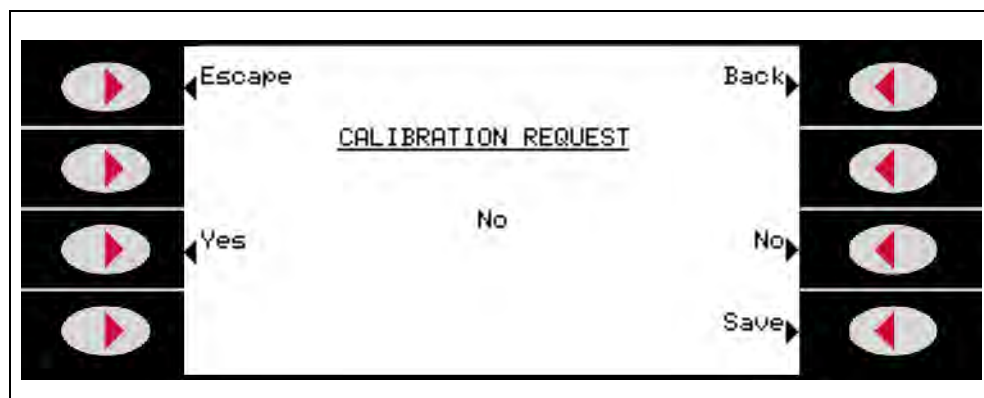 Escape Back
CALIBRATION REQUEST
No
Yes No
Save